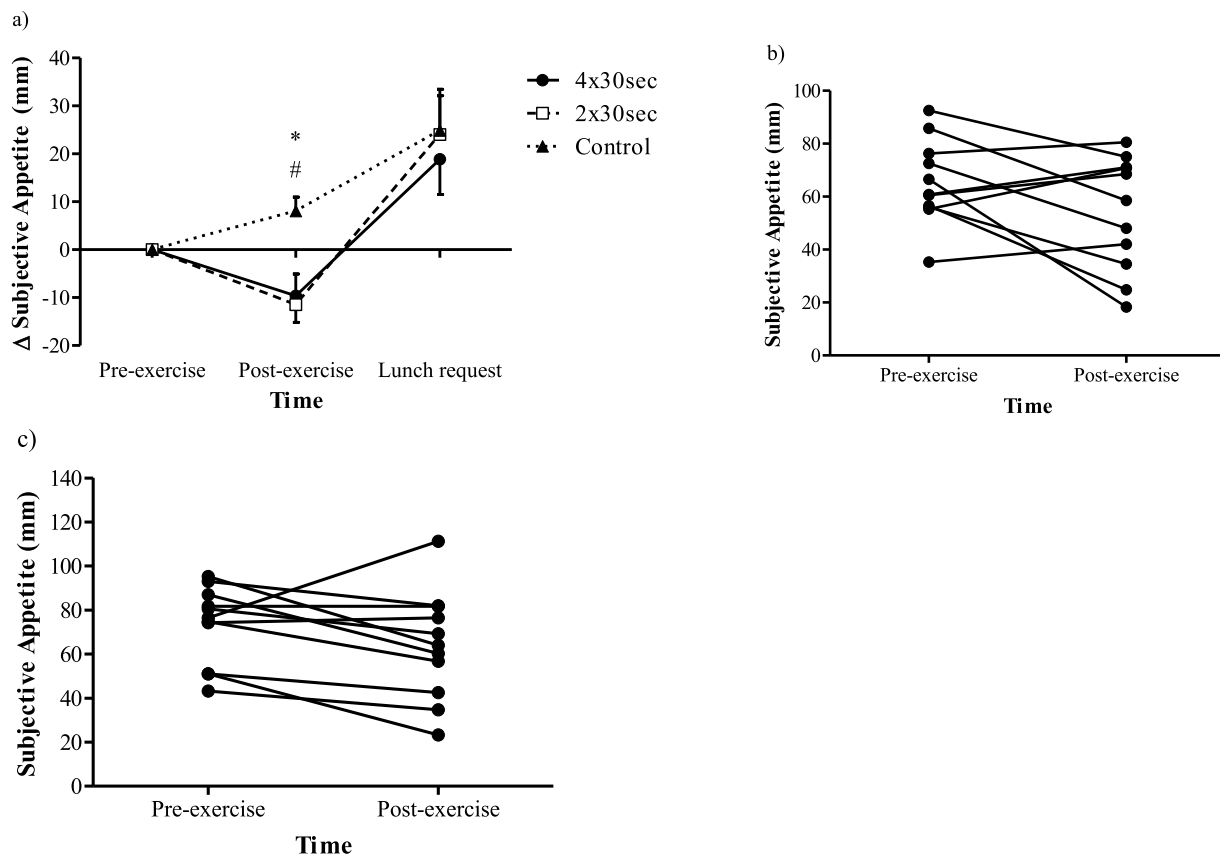 a)
Δ Subjective Appetite (mm)
40
30
20
10
0
-10
-20
*
#
Pre-exercise Post-exercise Lunch request
Time
4x30sec
2x30sec
Control
b)
Subjective Appetite (mm)
100
80
60
40
20
0
Pre-exercise Post-exercise
Time
c)
Subjective Appetite (mm)
140
120
100
80
60
40
20
0
Pre-exercise Post-exercise
Time